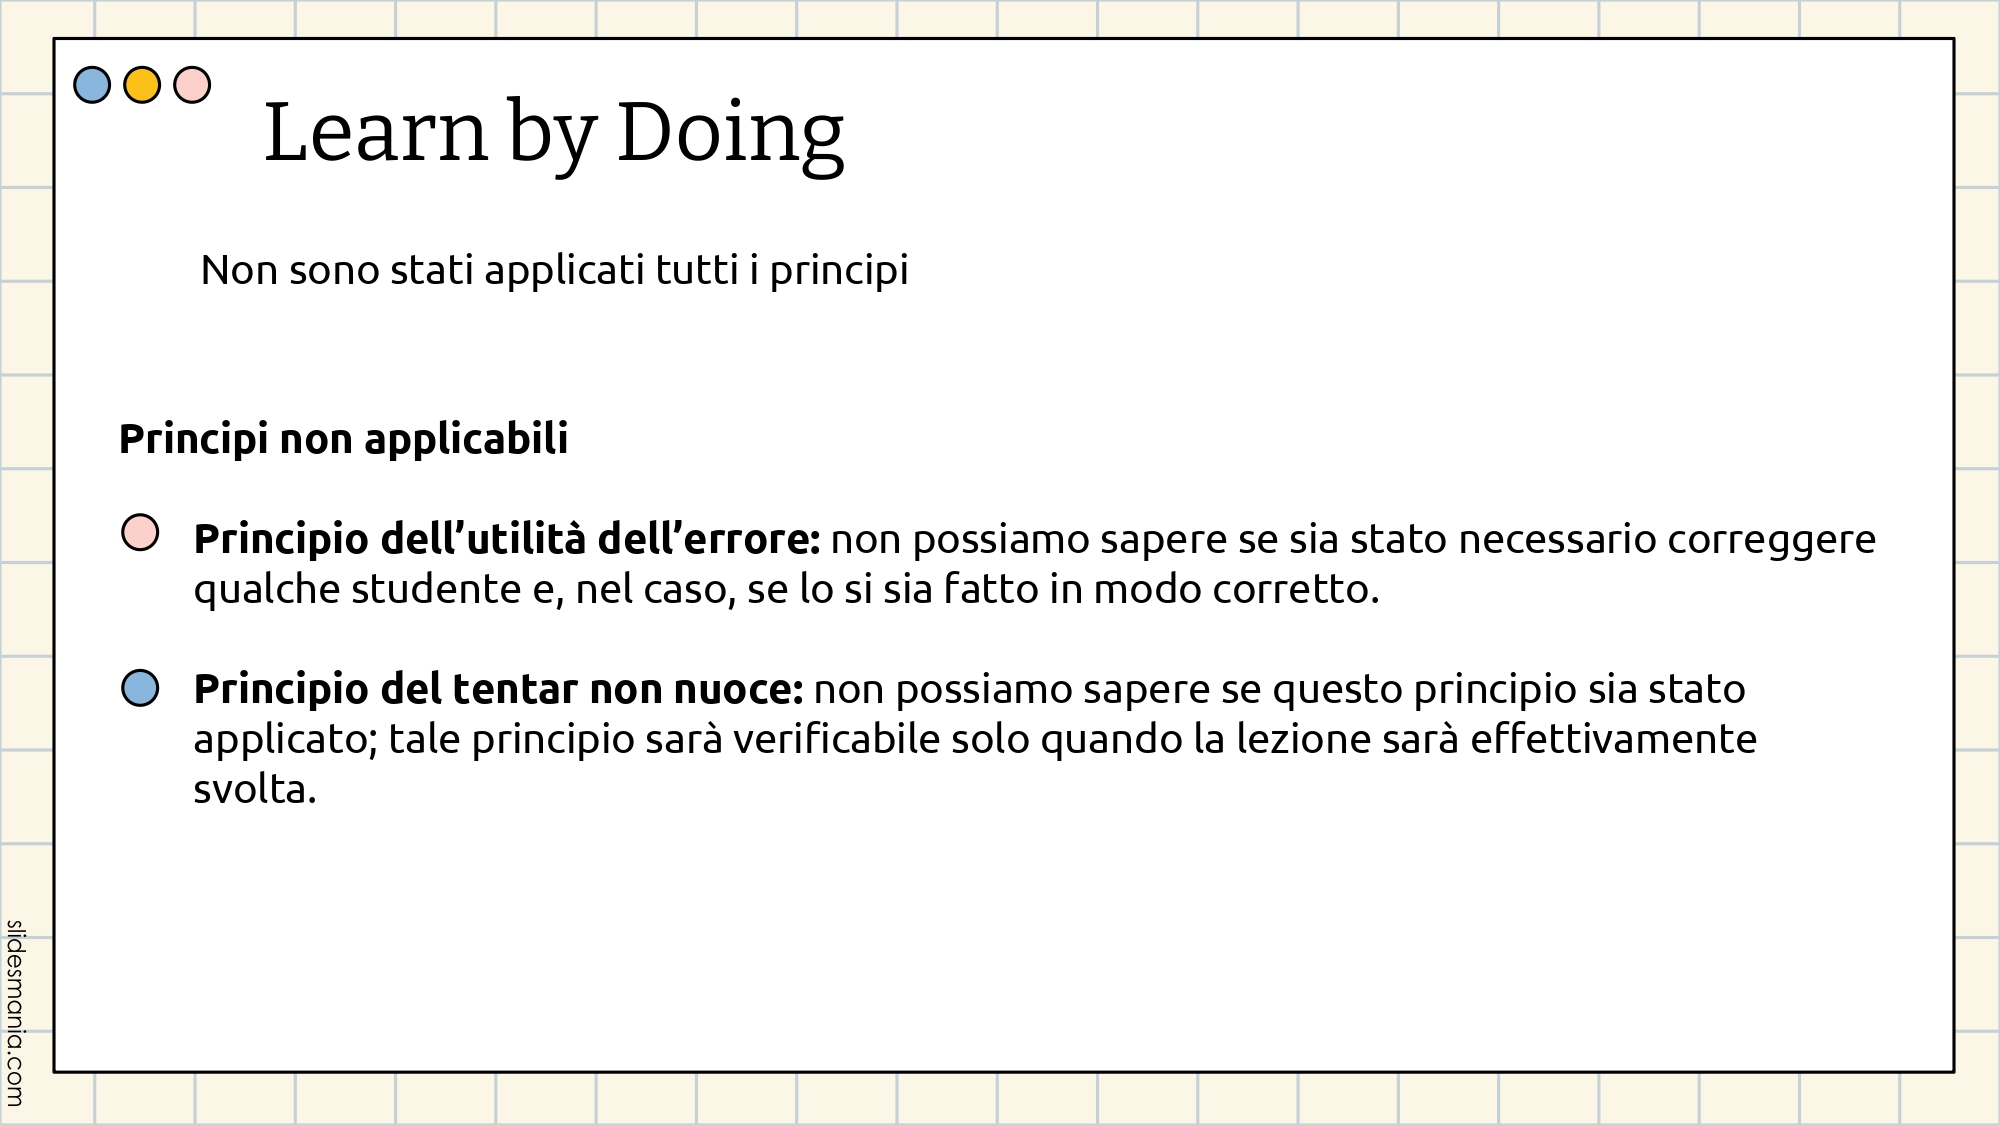 Learn by Doing
Non sono stati applicati tutti i principi
Principi non applicabili
Principio dell’utilità dell’errore: non possiamo sapere se sia stato necessario correggere
qualche studente e, nel caso, se lo si sia fatto in modo corretto.
Principio del tentar non nuoce: non possiamo sapere se questo principio sia stato
applicato; tale principio sarà verificabile solo quando la lezione sarà effettivamente
svolta.
slidesmania.com